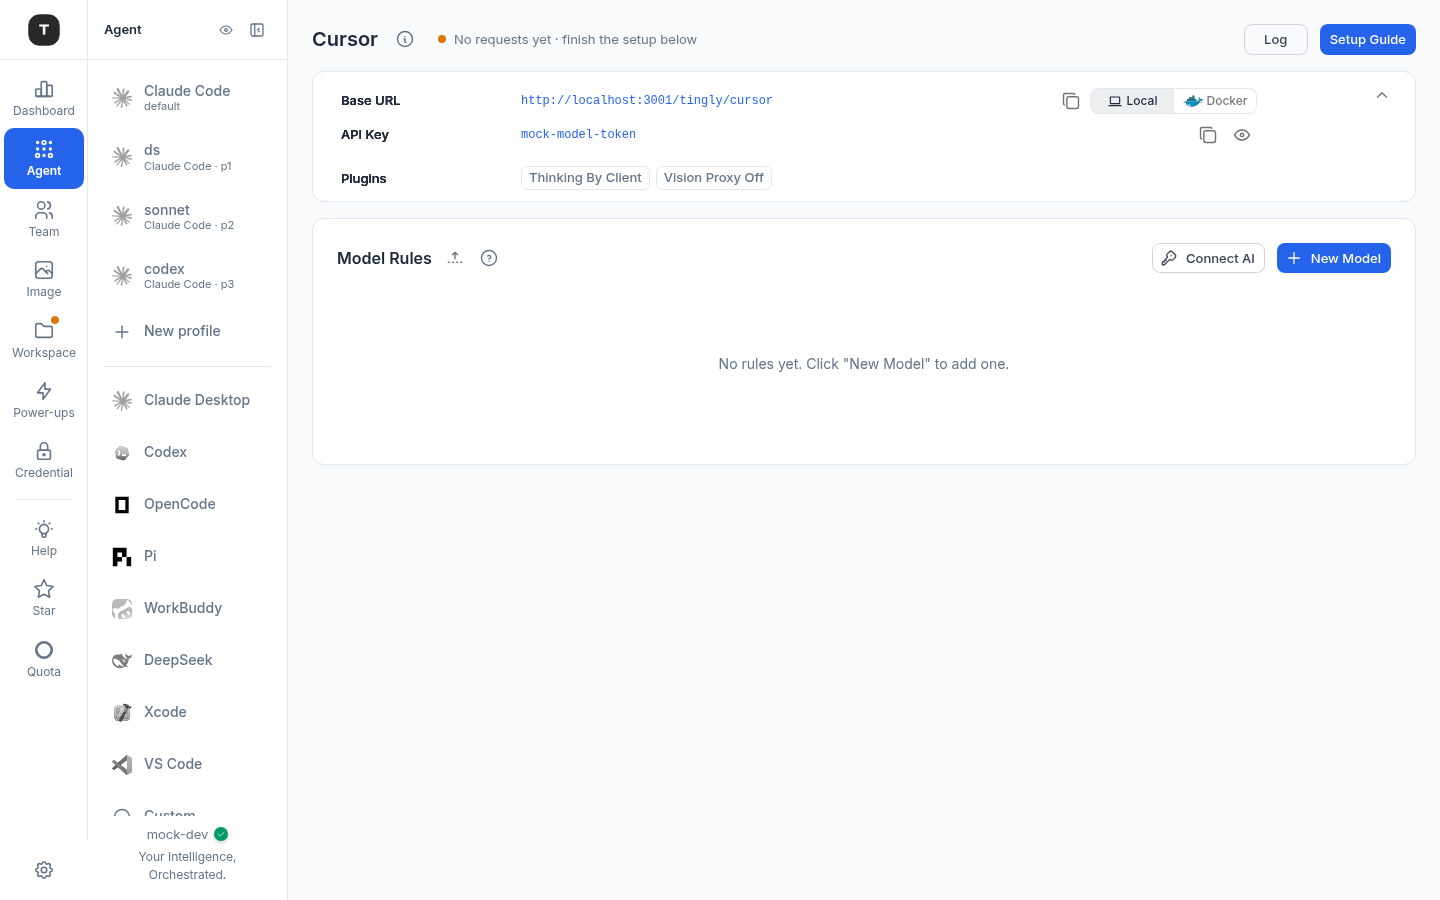 T
Dashboard
Agent
Team
Image
Workspace
Power-ups
Credential
Help
Star
Quota
Agent
Claude Code
default
ds
Claude Code · p1
sonnet
Claude Code · p2
codex
Claude Code · p3
New profile
Claude Desktop
Codex
OpenCode
Pi
WorkBuddy
DeepSeek
Xcode
VS Code
Custom
mock-dev
Your Intelligence,
Orchestrated.
Cursor
No requests yet · finish the setup below
Log
Setup Guide
Base URL
http://localhost:3001/tingly/cursor
Local
Docker
API Key
mock-model-token
Plugins
Thinking By Client
Vision Proxy Off
Model Rules
Connect AI
New Model
No rules yet. Click "New Model" to add one.